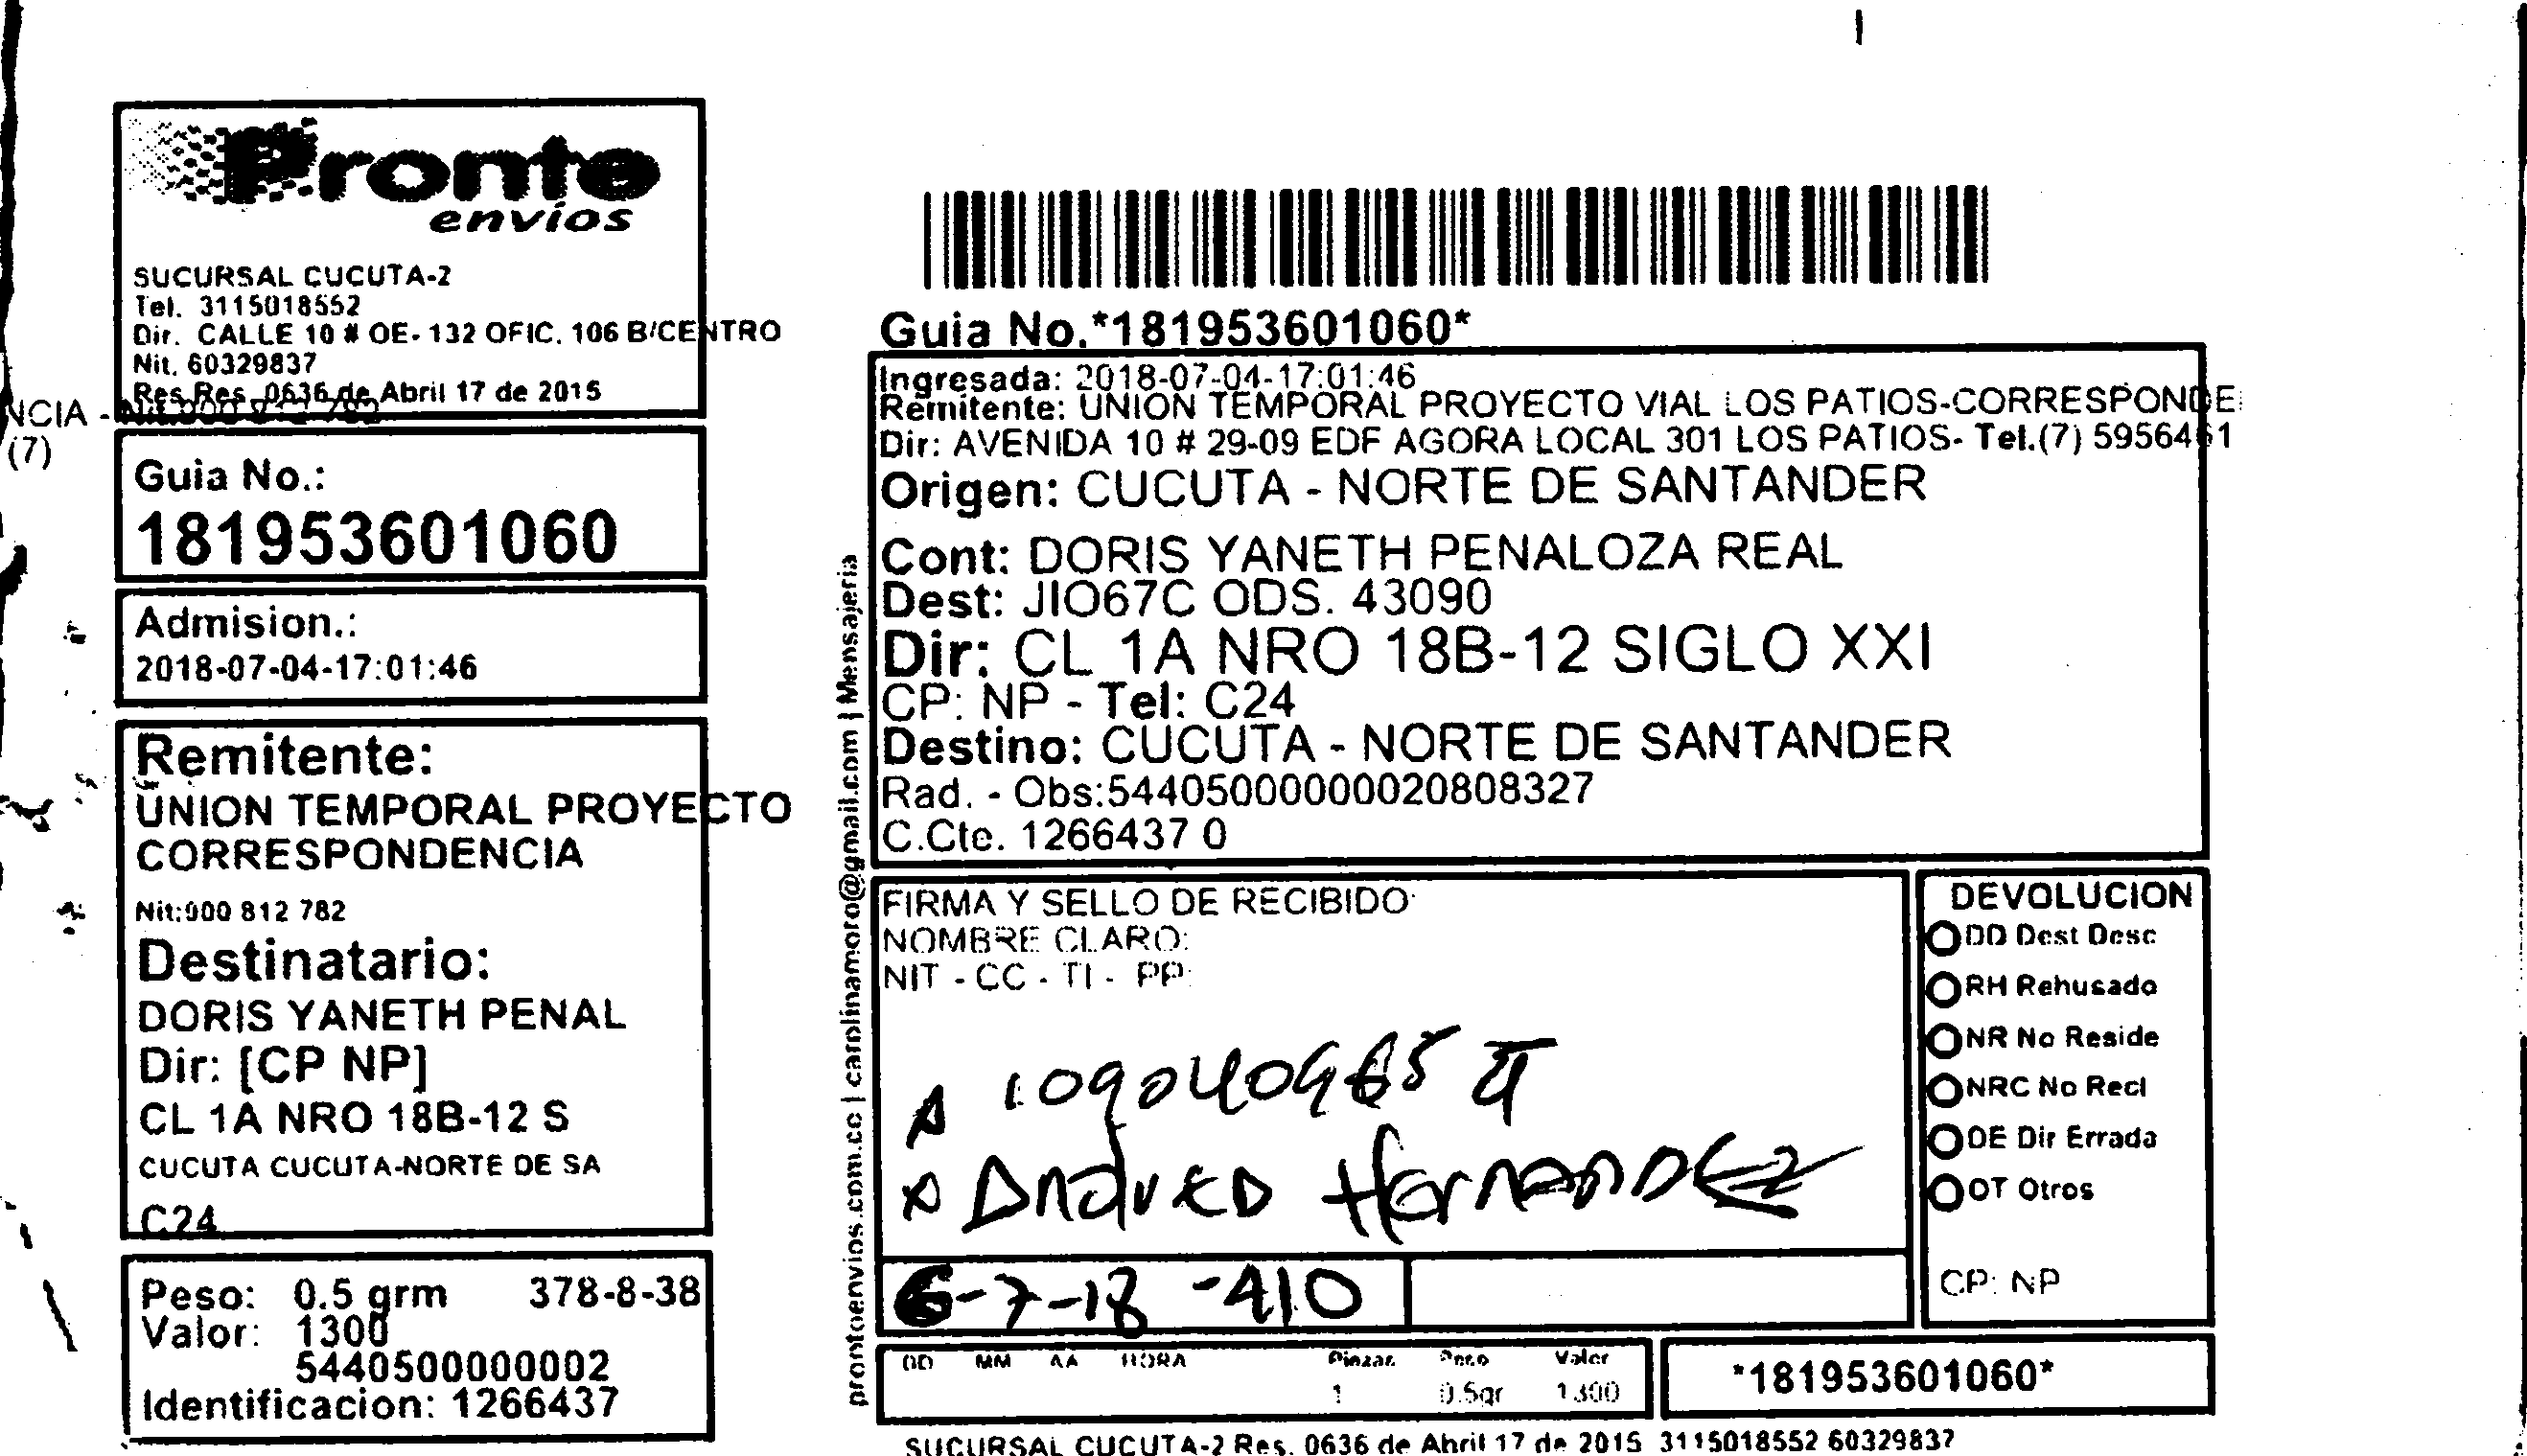 Pronto
envios
SUCURSAL CUCUTA-2
Tel. 3115018552
Dir. CALLE 10 # OE-132 OFIC. 106 B/CENTRO
Nit. 60329837
Res Res 0636 de Abril 17 de 2015
NCIA -
(7)
Guia No.:
181953601060
Admision.:
2018-07-04-17:01:46
Remitente:
UNION TEMPORAL PROYECTO
CORRESPONDENCIA
Nit:900 812 782
Destinatario:
DORIS YANETH PENAL
Dir: [CP NP]
CL 1A NRO 18B-12 S
CUCUTA CUCUTA-NORTE DE SA
C24
Peso: 0.5 grm 378-8-38
Valor: 1300
5440500000002
Identificacion: 1266437
prontoenvios.com.co | carolinamoro@gmail.com | Mensajeria
Guia No.*181953601060*
Ingresada: 2018-07-04-17:01:46
Remitente: UNION TEMPORAL PROYECTO VIAL LOS PATIOS-CORRESPONDE
Dir: AVENIDA 10 # 29-09 EDF AGORA LOCAL 301 LOS PATIOS- Tel.(7) 5956461
Origen: CUCUTA - NORTE DE SANTANDER
Cont: DORIS YANETH PENALOZA REAL
Dest: JIO67C ODS. 43090
Dir: CL 1A NRO 18B-12 SIGLO XXI
CP: NP - Tel: C24
Destino: CUCUTA - NORTE DE SANTANDER
Rad. - Obs:544050000000020808327
C.Cte. 1266437 0
FIRMA Y SELLO DE RECIBIDO:
NOMBRE CLARO:
NIT - CC - TI - PP:
HernanDEZ
6-7-18 -410
DEVOLUCION
DD Dest Desc
RH Rehusado
NR No Reside
NRC No Recl
DE Dir Errada
OT Otros
CP: NP
DD MM AA HORA Piezas Peso Valor
1 0.5gr 1300
*181953601060*
SUCURSAL CUCUTA-2 Res. 0636 de Abril 17 de 2015 3115018552 60329837